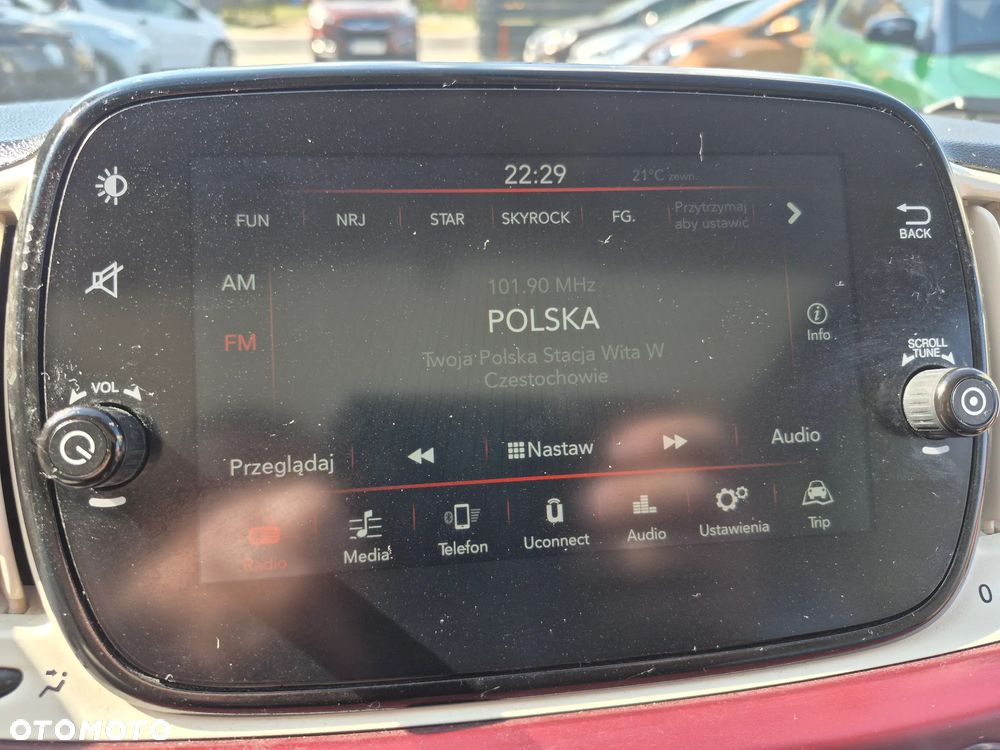 22:29 21°C zewn.
FUN NRJ STAR SKYROCK FG. Przytrzymaj
aby ustawic
BACK
AM
101.90 MHz
POLSKA
FM
Info
Twoja Polska Stacja Wita W
Czestochowie
SCROLL
TUNE
VOL
Przeglądaj Nastaw Audio
Radio Media Telefon Uconnect Audio Ustawienia Trip
0
OTOMOTO